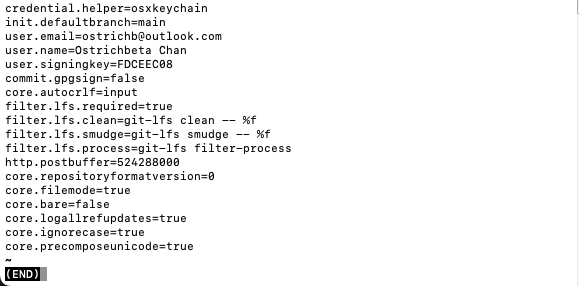 credential.helper=osxkeychain
init.defaultbranch=main
user.email=ostrichb@outlook.com
user.name=Ostrichbeta Chan
user.signingkey=FDCEEC08
commit.gpgsign=false
core.autocrlf=input
filter.lfs.required=true
filter.lfs.clean=git-lfs clean -- %f
filter.lfs.smudge=git-lfs smudge -- %f
filter.lfs.process=git-lfs filter-process
http.postbuffer=524288000
core.repositoryformatversion=0
core.filemode=true
core.bare=false
core.logallrefupdates=true
core.ignorecase=true
core.precomposeunicode=true
~
(END)